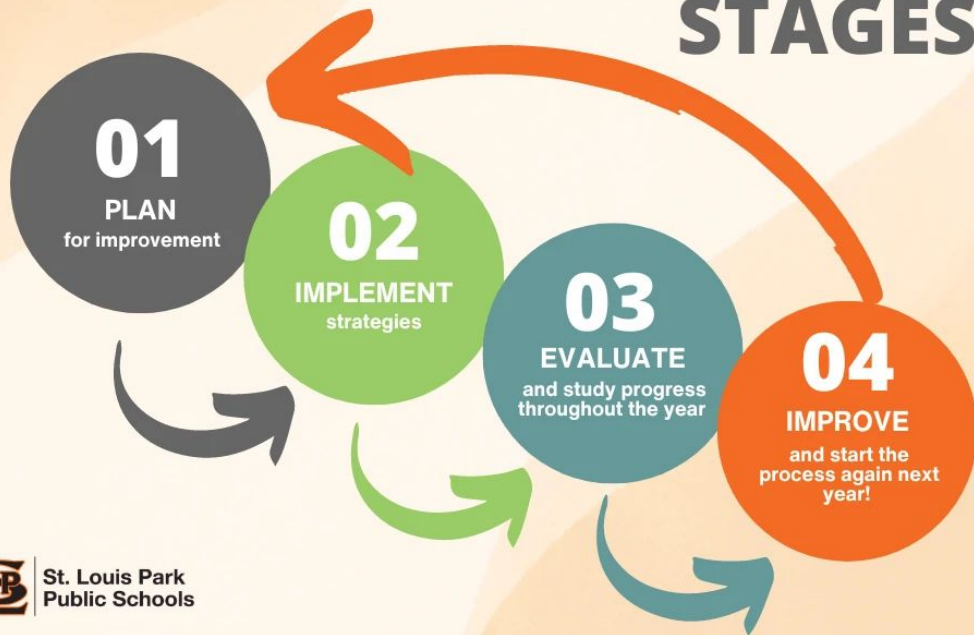 STAGES
01
PLAN
for improvement
02
IMPLEMENT
strategies
03
EVALUATE
and study progress
throughout the year
04
IMPROVE
and start the
process again next
year!
St. Louis Park
Public Schools